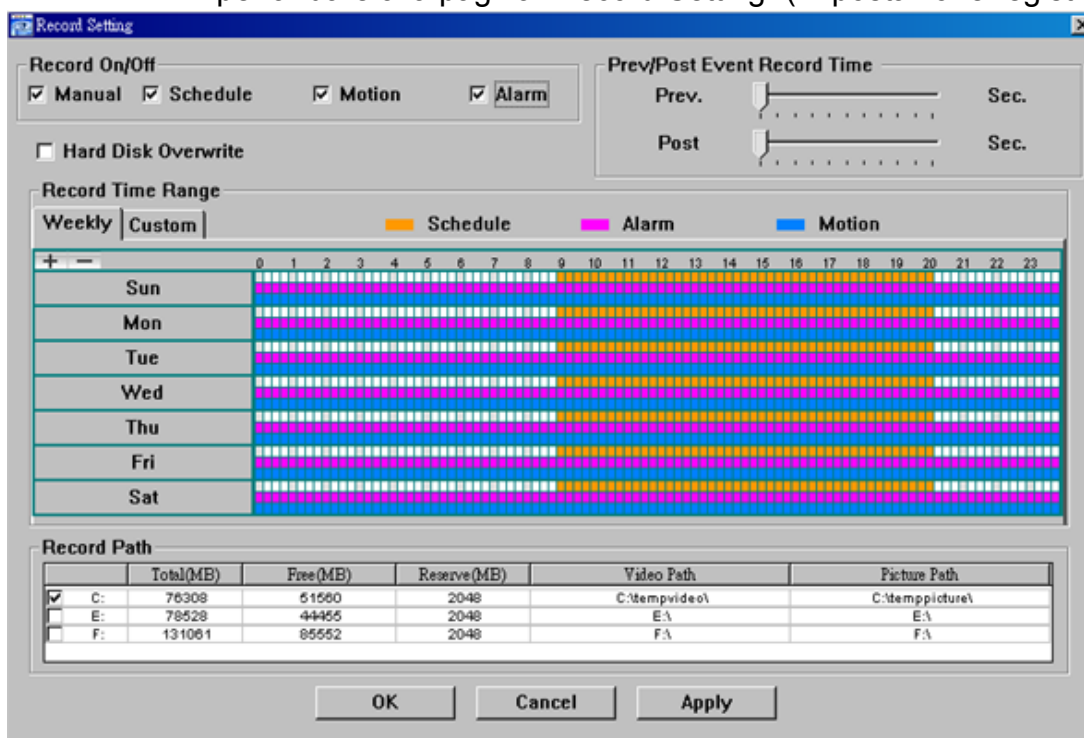 Record Setting
Record On/Off
Manual Schedule Motion Alarm
Prev/Post Event Record Time
Prev. Sec.
Post Sec.
Hard Disk Overwrite
Record Time Range
Weekly Custom Schedule Alarm Motion
+ − 0 1 2 3 4 5 6 7 8 9 10 11 12 13 14 15 16 17 18 19 20 21 22 23
Sun
Mon
Tue
Wed
Thu
Fri
Sat
Record Path
Total(MB) Free(MB) Reserve(MB) Video Path Picture Path
C: 76308 51560 2048 C:\tempvideo\ C:\temppicture\
E: 78528 44455 2048 E:\ E:\
F: 131061 85552 2048 F:\ F:\
OK Cancel Apply